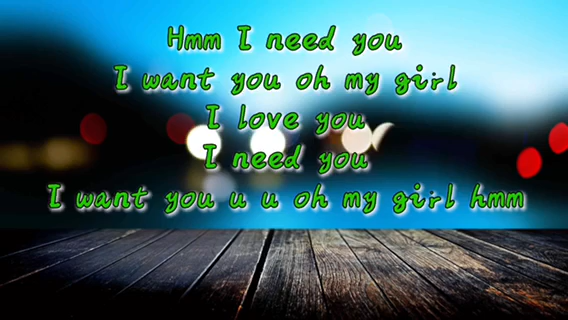 Hmm I need you
I want you oh my girl
I love you
I need you
I want you u u oh my girl hmm